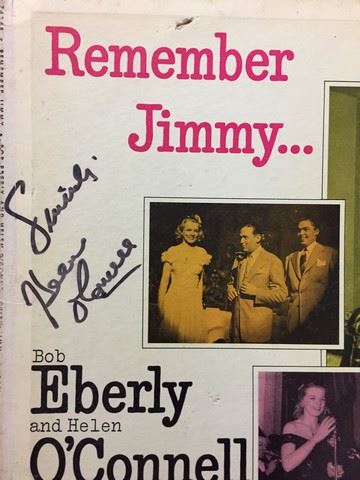 Remember
Jimmy...
Sincerely,
Helen
O'Connell
Bob
Eberly
and Helen
O'Connell